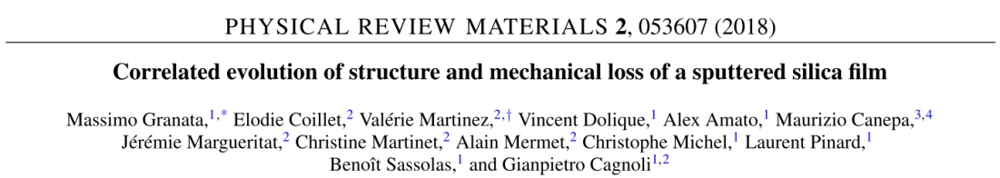 PHYSICAL REVIEW MATERIALS 2, 053607 (2018)
Correlated evolution of structure and mechanical loss of a sputtered silica film
Massimo Granata,1,* Elodie Coillet,2 Valérie Martinez,2,† Vincent Dolique,1 Alex Amato,1 Maurizio Canepa,3,4
Jérémie Margueritat,2 Christine Martinet,2 Alain Mermet,2 Christophe Michel,1 Laurent Pinard,1
Benoît Sassolas,1 and Gianpietro Cagnoli1,2